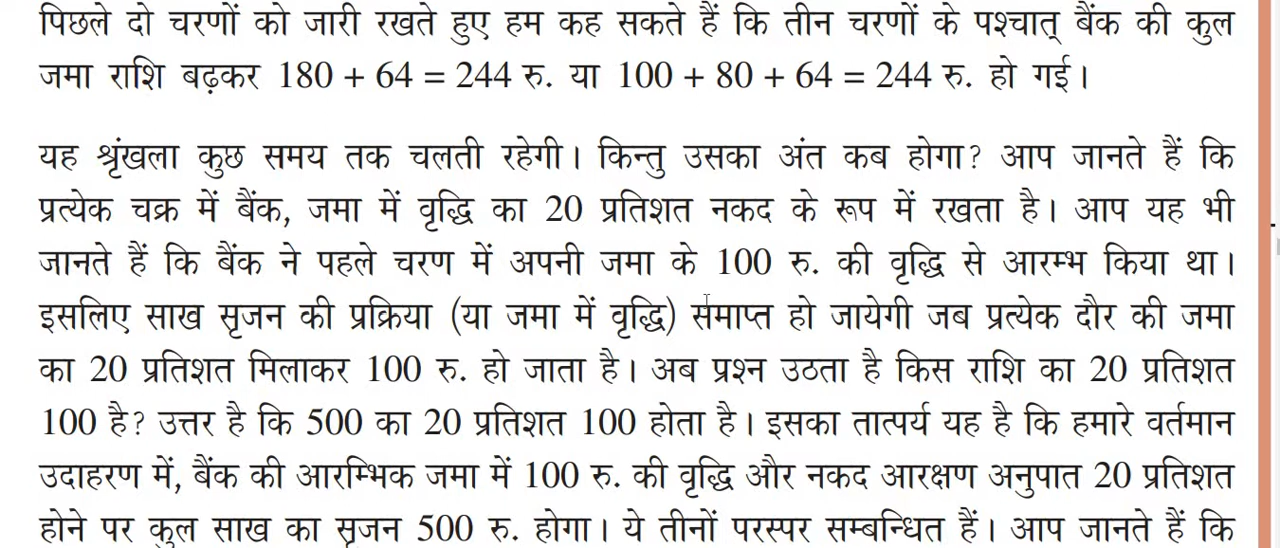 पिछले दो चरणों को जारी रखते हुए हम कह सकते हैं कि तीन चरणों के पश्चात् बैंक की कुल
जमा राशि बढ़कर 180 + 64 = 244 रु. या 100 + 80 + 64 = 244 रु. हो गई।
यह श्रृंखला कुछ समय तक चलती रहेगी। किन्तु उसका अंत कब होगा? आप जानते हैं कि
प्रत्येक चक्र में बैंक, जमा में वृद्धि का 20 प्रतिशत नकद के रूप में रखता है। आप यह भी
जानते हैं कि बैंक ने पहले चरण में अपनी जमा के 100 रु. की वृद्धि से आरम्भ किया था।
इसलिए साख सृजन की प्रक्रिया (या जमा में वृद्धि) समाप्त हो जायेगी जब प्रत्येक दौर की जमा
का 20 प्रतिशत मिलाकर 100 रु. हो जाता है। अब प्रश्न उठता है किस राशि का 20 प्रतिशत
100 है? उत्तर है कि 500 का 20 प्रतिशत 100 होता है। इसका तात्पर्य यह है कि हमारे वर्तमान
उदाहरण में, बैंक की आरम्भिक जमा में 100 रु. की वृद्धि और नकद आरक्षण अनुपात 20 प्रतिशत
होने पर कुल साख का सृजन 500 रु. होगा। ये तीनों परस्पर सम्बन्धित हैं। आप जानते हैं कि